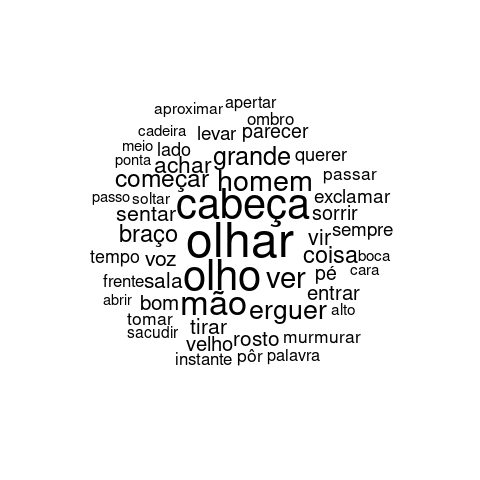 aproximar apertar
ombro
cadeira levar parecer
meio lado
ponta achar grande querer
começar homem passar
passo soltar cabeça exclamar
sentar sorrir
braço olhar vir sempre
tempo voz coisa boca
frente sala olho ver pé cara
abrir bom mão erguer entrar
tomar alto
sacudir tirar
velho rosto murmurar
instante pôr palavra